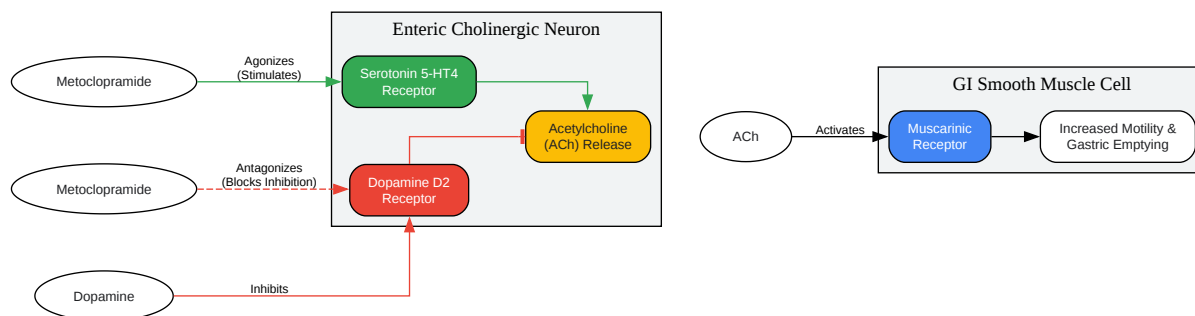 Enteric Cholinergic Neuron
Metoclopramide
Agonizes
(Stimulates)
Serotonin 5-HT4
Receptor
Acetylcholine
(ACh) Release
Metoclopramide
Antagonizes
(Blocks Inhibition)
Dopamine D2
Receptor
Dopamine
Inhibits
GI Smooth Muscle Cell
ACh
Activates
Muscarinic
Receptor
Increased Motility &
Gastric Emptying